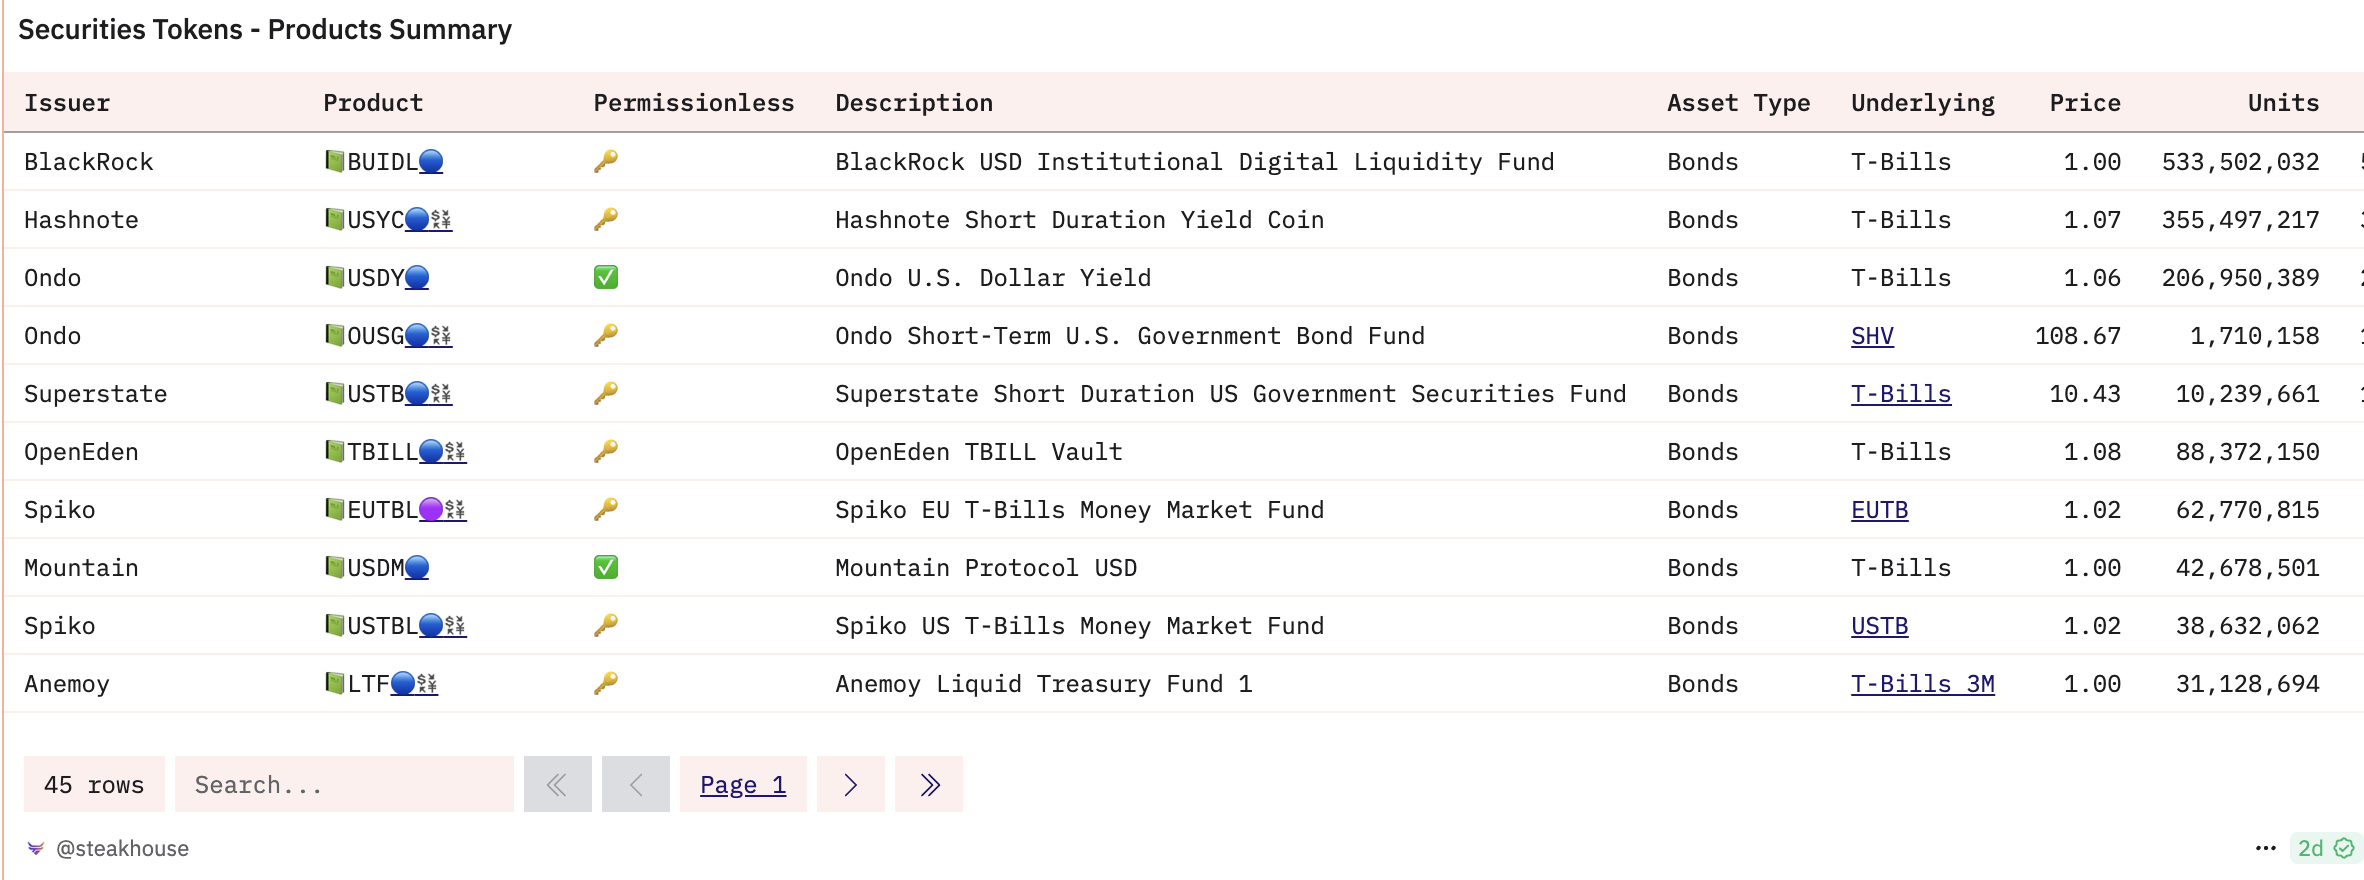 Securities Tokens - Products Summary
Issuer Product Permissionless Description Asset Type Underlying Price Units
BlackRock 📗BUIDL🔵 🔑 BlackRock USD Institutional Digital Liquidity Fund Bonds T-Bills 1.00 533,502,032
Hashnote 📗USYC🔵💱 🔑 Hashnote Short Duration Yield Coin Bonds T-Bills 1.07 355,497,217
Ondo 📗USDY🔵 ✅ Ondo U.S. Dollar Yield Bonds T-Bills 1.06 206,950,389
Ondo 📗OUSG🔵💱 🔑 Ondo Short-Term U.S. Government Bond Fund Bonds SHV 108.67 1,710,158
Superstate 📗USTB🔵💱 🔑 Superstate Short Duration US Government Securities Fund Bonds T-Bills 10.43 10,239,661
OpenEden 📗TBILL🔵💱 🔑 OpenEden TBILL Vault Bonds T-Bills 1.08 88,372,150
Spiko 📗EUTBL🟣💱 🔑 Spiko EU T-Bills Money Market Fund Bonds EUTB 1.02 62,770,815
Mountain 📗USDM🔵 ✅ Mountain Protocol USD Bonds T-Bills 1.00 42,678,501
Spiko 📗USTBL🔵💱 🔑 Spiko US T-Bills Money Market Fund Bonds USTB 1.02 38,632,062
Anemoy 📗LTF🔵💱 🔑 Anemoy Liquid Treasury Fund 1 Bonds T-Bills 3M 1.00 31,128,694
45 rows Search... Page 1
@steakhouse ... 2d